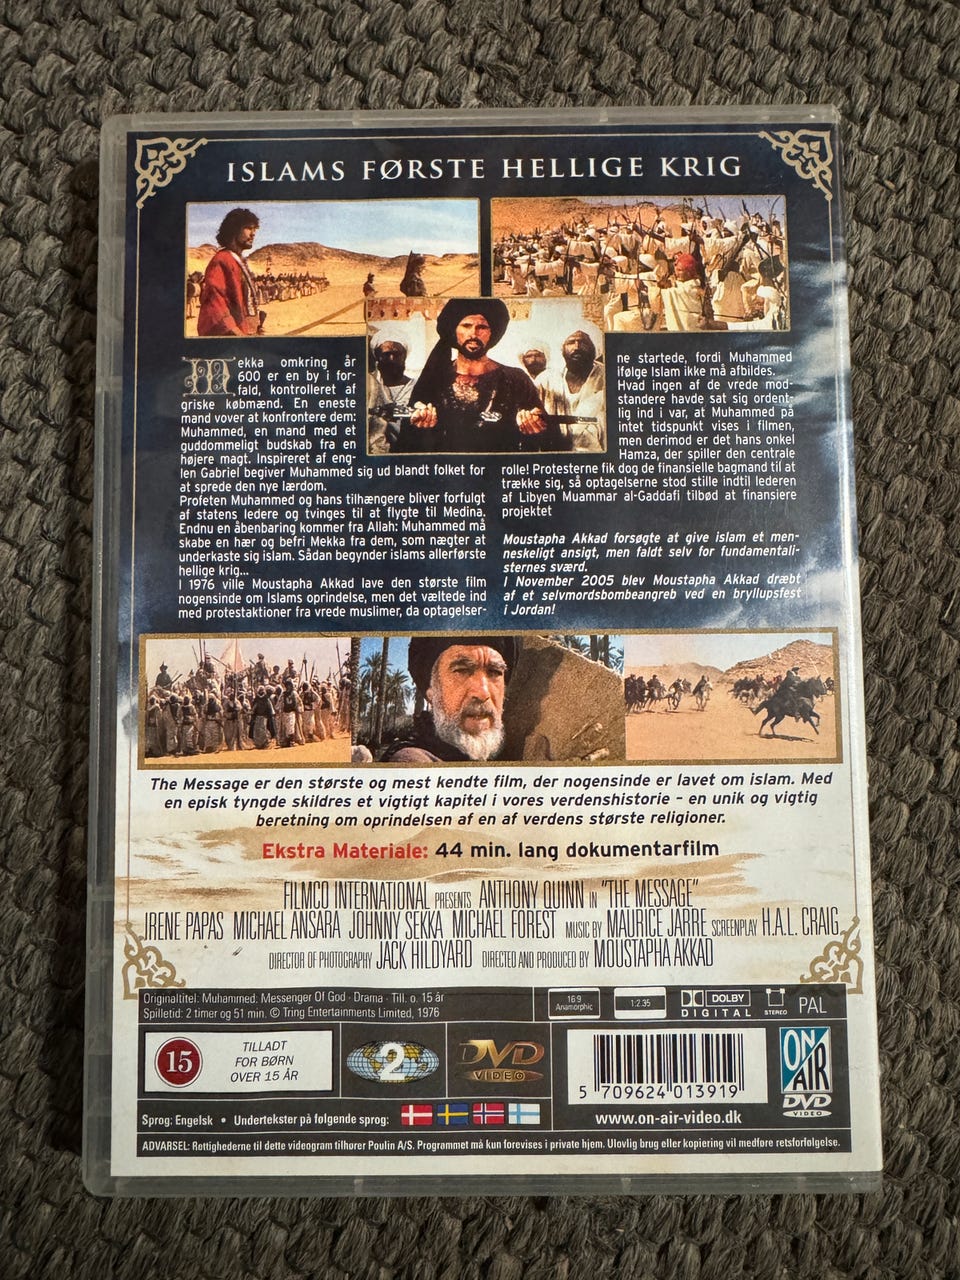 ISLAMS FØRSTE HELLIGE KRIG
Mekka omkring år
600 er en by i for-
fald, kontrolleret af
griske købmænd. En eneste
mand vover at konfrontere dem:
Muhammed, en mand med et
guddommeligt budskab fra en
højere magt. Inspireret af eng-
len Gabriel begiver Muhammed sig ud blandt folket for
at sprede den nye lærdom.
Profeten Muhammed og hans tilhængere bliver forfulgt
af statens ledere og tvinges til at flygte til Medina.
Endnu en åbenbaring kommer fra Allah: Muhammed må
skabe en hær og befri Mekka fra dem, som nægter at
underkaste sig islam. Sådan begynder islams allerførste
hellige krig...
I 1976 ville Moustapha Akkad lave den største film
nogensinde om Islams oprindelse, men det væltede ind
med protestaktioner fra vrede muslimer, da optagelser-
ne startede, fordi Muhammed
ifølge Islam ikke må afbildes.
Hvad ingen af de vrede mod-
standere havde sat sig ordent-
lig ind i var, at Muhammed på
intet tidspunkt vises i filmen,
men derimod er det hans onkel
Hamza, der spiller den centrale
rolle! Protesterne fik dog de finansielle bagmand til at
trække sig, så optagelserne stod stille indtil lederen
af Libyen Muammar al-Gaddafi tilbød at finansiere
projektet
Moustapha Akkad forsøgte at give islam et men-
neskeligt ansigt, men faldt selv for fundamentali-
sternes sværd.
I November 2005 blev Moustapha Akkad dræbt
af et selvmordsbombeangreb ved en bryllupsfest
i Jordan!
The Message er den største og mest kendte film, der nogensinde er lavet om islam. Med
en episk tyngde skildres et vigtigt kapitel i vores verdenshistorie - en unik og vigtig
beretning om oprindelsen af en af verdens største religioner.
Ekstra Materiale: 44 min. lang dokumentarfilm
FILMCO INTERNATIONAL PRESENTS ANTHONY QUINN IN "THE MESSAGE"
IRENE PAPAS MICHAEL ANSARA JOHNNY SEKKA MICHAEL FOREST MUSIC BY MAURICE JARRE SCREENPLAY H.A.L. CRAIG
DIRECTOR OF PHOTOGRAPHY JACK HILDYARD DIRECTED AND PRODUCED BY MOUSTAPHA AKKAD
Originaltitel: Muhammed: Messenger Of God - Drama - Till. o. 15 år
Spilletid: 2 timer og 51 min. © Tring Entertainments Limited, 1976
16:9
Anamorphic
1:2.35
DOLBY
DIGITAL
STEREO
PAL
15
TILLADT
FOR BØRN
OVER 15 ÅR
2
DVD
VIDEO
5 709624 013919
ON
AIR
DVD
VIDEO
www.on-air-video.dk
Sprog: Engelsk • Undertekster på følgende sprog:
ADVARSEL: Rettighederne til dette videogram tilhører Poulin A/S. Programmet må kun forevises i private hjem. Ulovlig brug eller kopiering vil medføre retsforfølgelse.